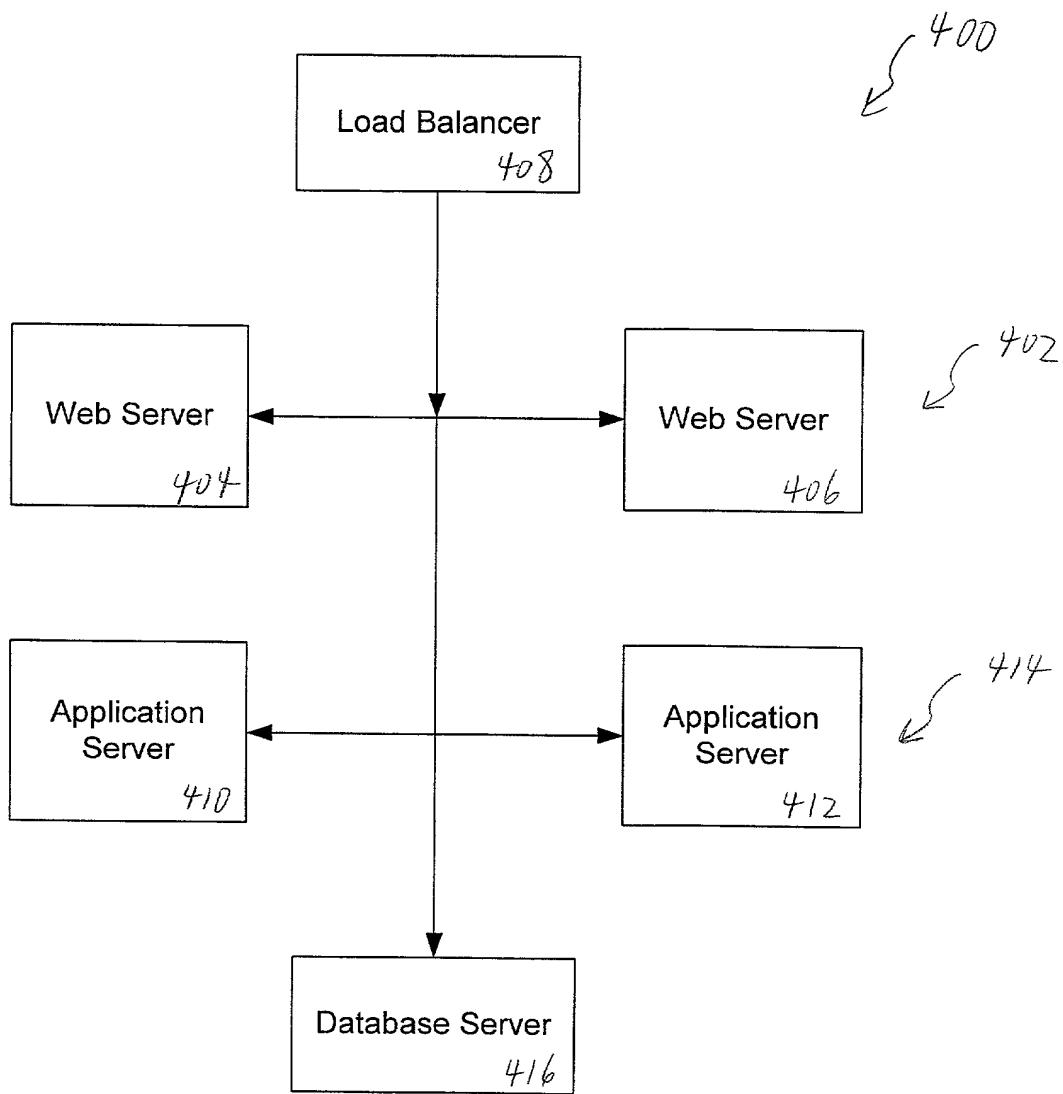 400
Load Balancer
408
402
Web Server
404
Web Server
406
414
Application
Server
410
Application
Server
412
Database Server
416